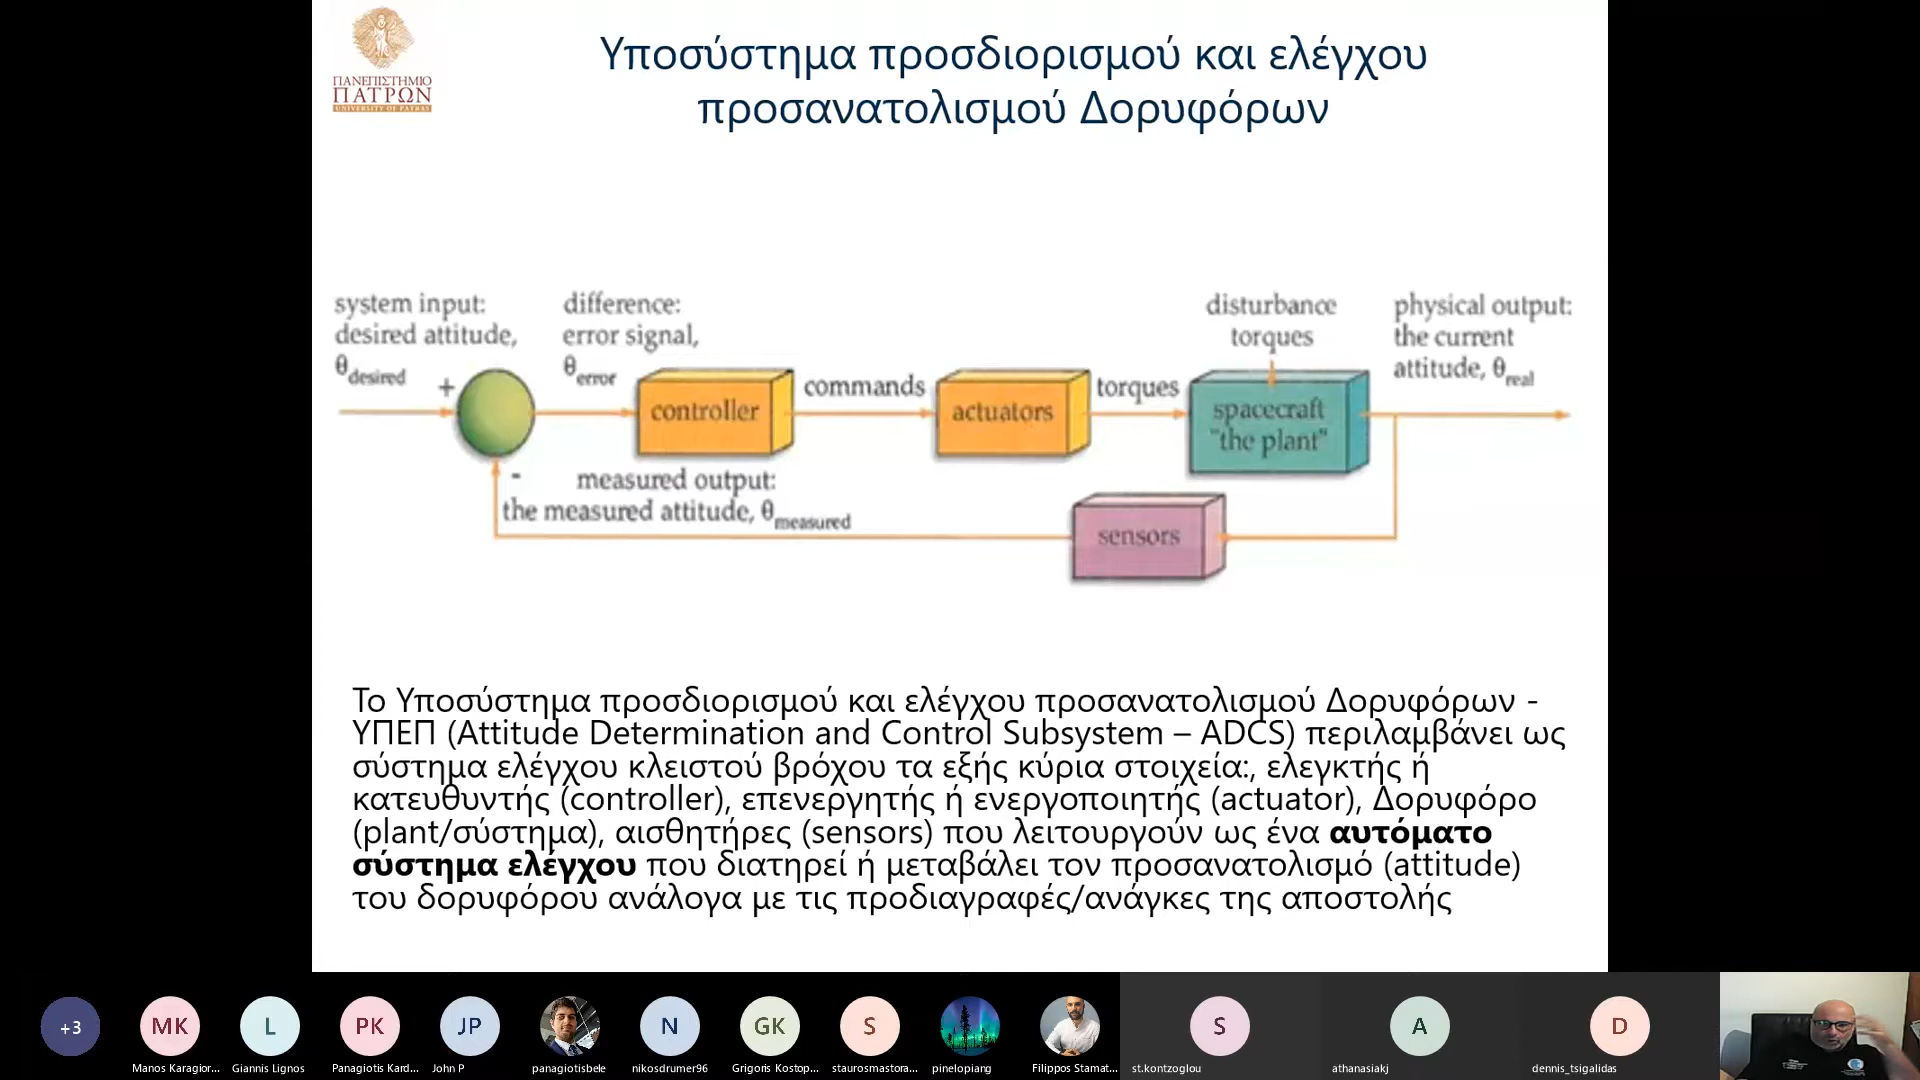 ΠΑΝΕΠΙΣΤΗΜΙΟ
ΠΑΤΡΩΝ
UNIVERSITY OF PATRAS
Υποσύστημα προσδιορισμού και ελέγχου
προσανατολισμού Δορυφόρων
system input:
desired attitude,
θdesired
+
difference:
error signal,
θerror
controller
commands
actuators
torques
disturbance
torques
spacecraft
"the plant"
physical output:
the current
attitude, θreal
-
measured output:
the measured attitude, θmeasured
sensors
Το Υποσύστημα προσδιορισμού και ελέγχου προσανατολισμού Δορυφόρων -
ΥΠΕΠ (Attitude Determination and Control Subsystem – ADCS) περιλαμβάνει ως
σύστημα ελέγχου κλειστού βρόχου τα εξής κύρια στοιχεία:, ελεγκτής ή
κατευθυντής (controller), επενεργητής ή ενεργοποιητής (actuator), Δορυφόρο
(plant/σύστημα), αισθητήρες (sensors) που λειτουργούν ως ένα αυτόματο
σύστημα ελέγχου που διατηρεί ή μεταβάλει τον προσανατολισμό (attitude)
του δορυφόρου ανάλογα με τις προδιαγραφές/ανάγκες της αποστολής
+3
MK
L
PK
JP
N
GK
S
S
A
D
Manos Karagior...
Giannis Lignos
Panagiotis Kard...
John P
panagiotisbele
nikosdrumer96
Grigoris Kostop...
staurosmastora...
pinelopiang
Filippos Stamat...
st.kontzoglou
athanasiakj
dennis_tsigalidas